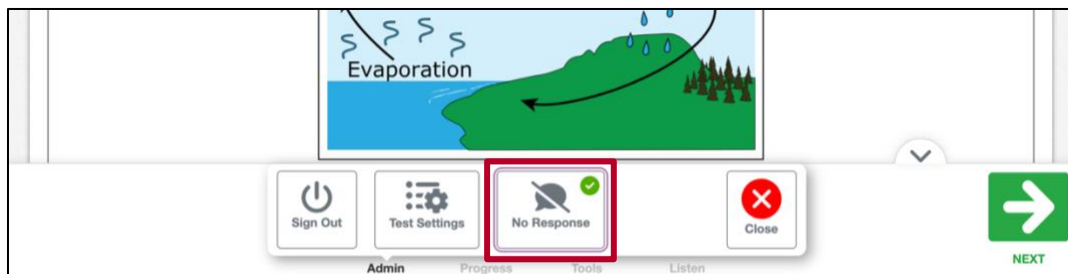 Evaporation
Sign Out
Test Settings
No Response
Close
NEXT
Admin
Progress
Tools
Listen